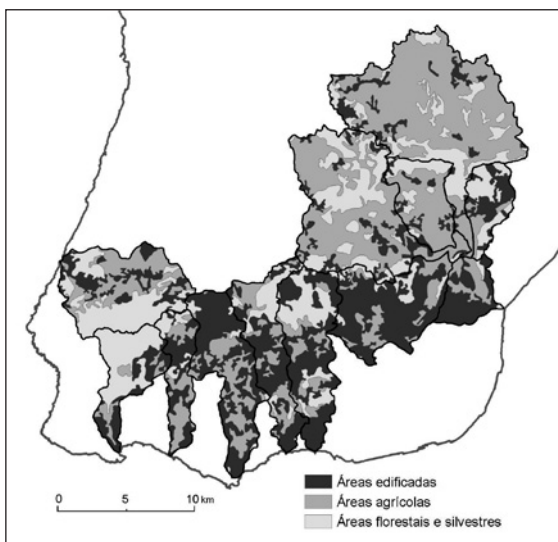 Áreas edificadas
Áreas agrícolas
Áreas florestais e silvestres
0 5 10 km